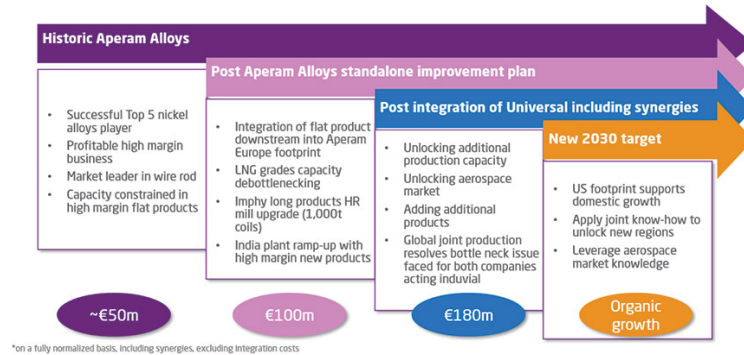 Historic Aperam Alloys
Post Aperam Alloys standalone improvement plan
Post integration of Universal including synergies
New 2030 target
• Successful Top 5 nickel
alloys player
• Profitable high margin
business
• Market leader in wire rod
• Capacity constrained in
high margin flat products
• Integration of flat product
downstream into Aperam
Europe footprint
• LNG grades capacity
debottlenecking
• Imphy long products HR
mill upgrade (1,000t
coils)
• India plant ramp-up with
high margin new products
• Unlocking additional
production capacity
• Unlocking aerospace
market
• Adding additional
products
• Global joint production
resolves bottle neck issue
faced for both companies
acting induvial
• US footprint supports
domestic growth
• Apply joint know-how to
unlock new regions
• Leverage aerospace
market knowledge
~€50m
€100m
€180m
Organic
growth
*on a fully normalized basis, including synergies, excluding integration costs